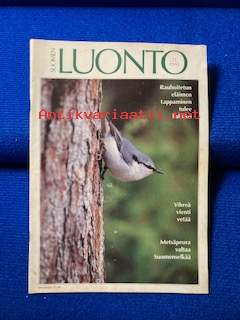 SUOMEN
LUONTO
Rauhoitetun
eläimen
tappaminen
tulee
Antikvariaatti.net
Vihreä
vienti
vetää
Metsäpeura
valtaa
Suomenselkää